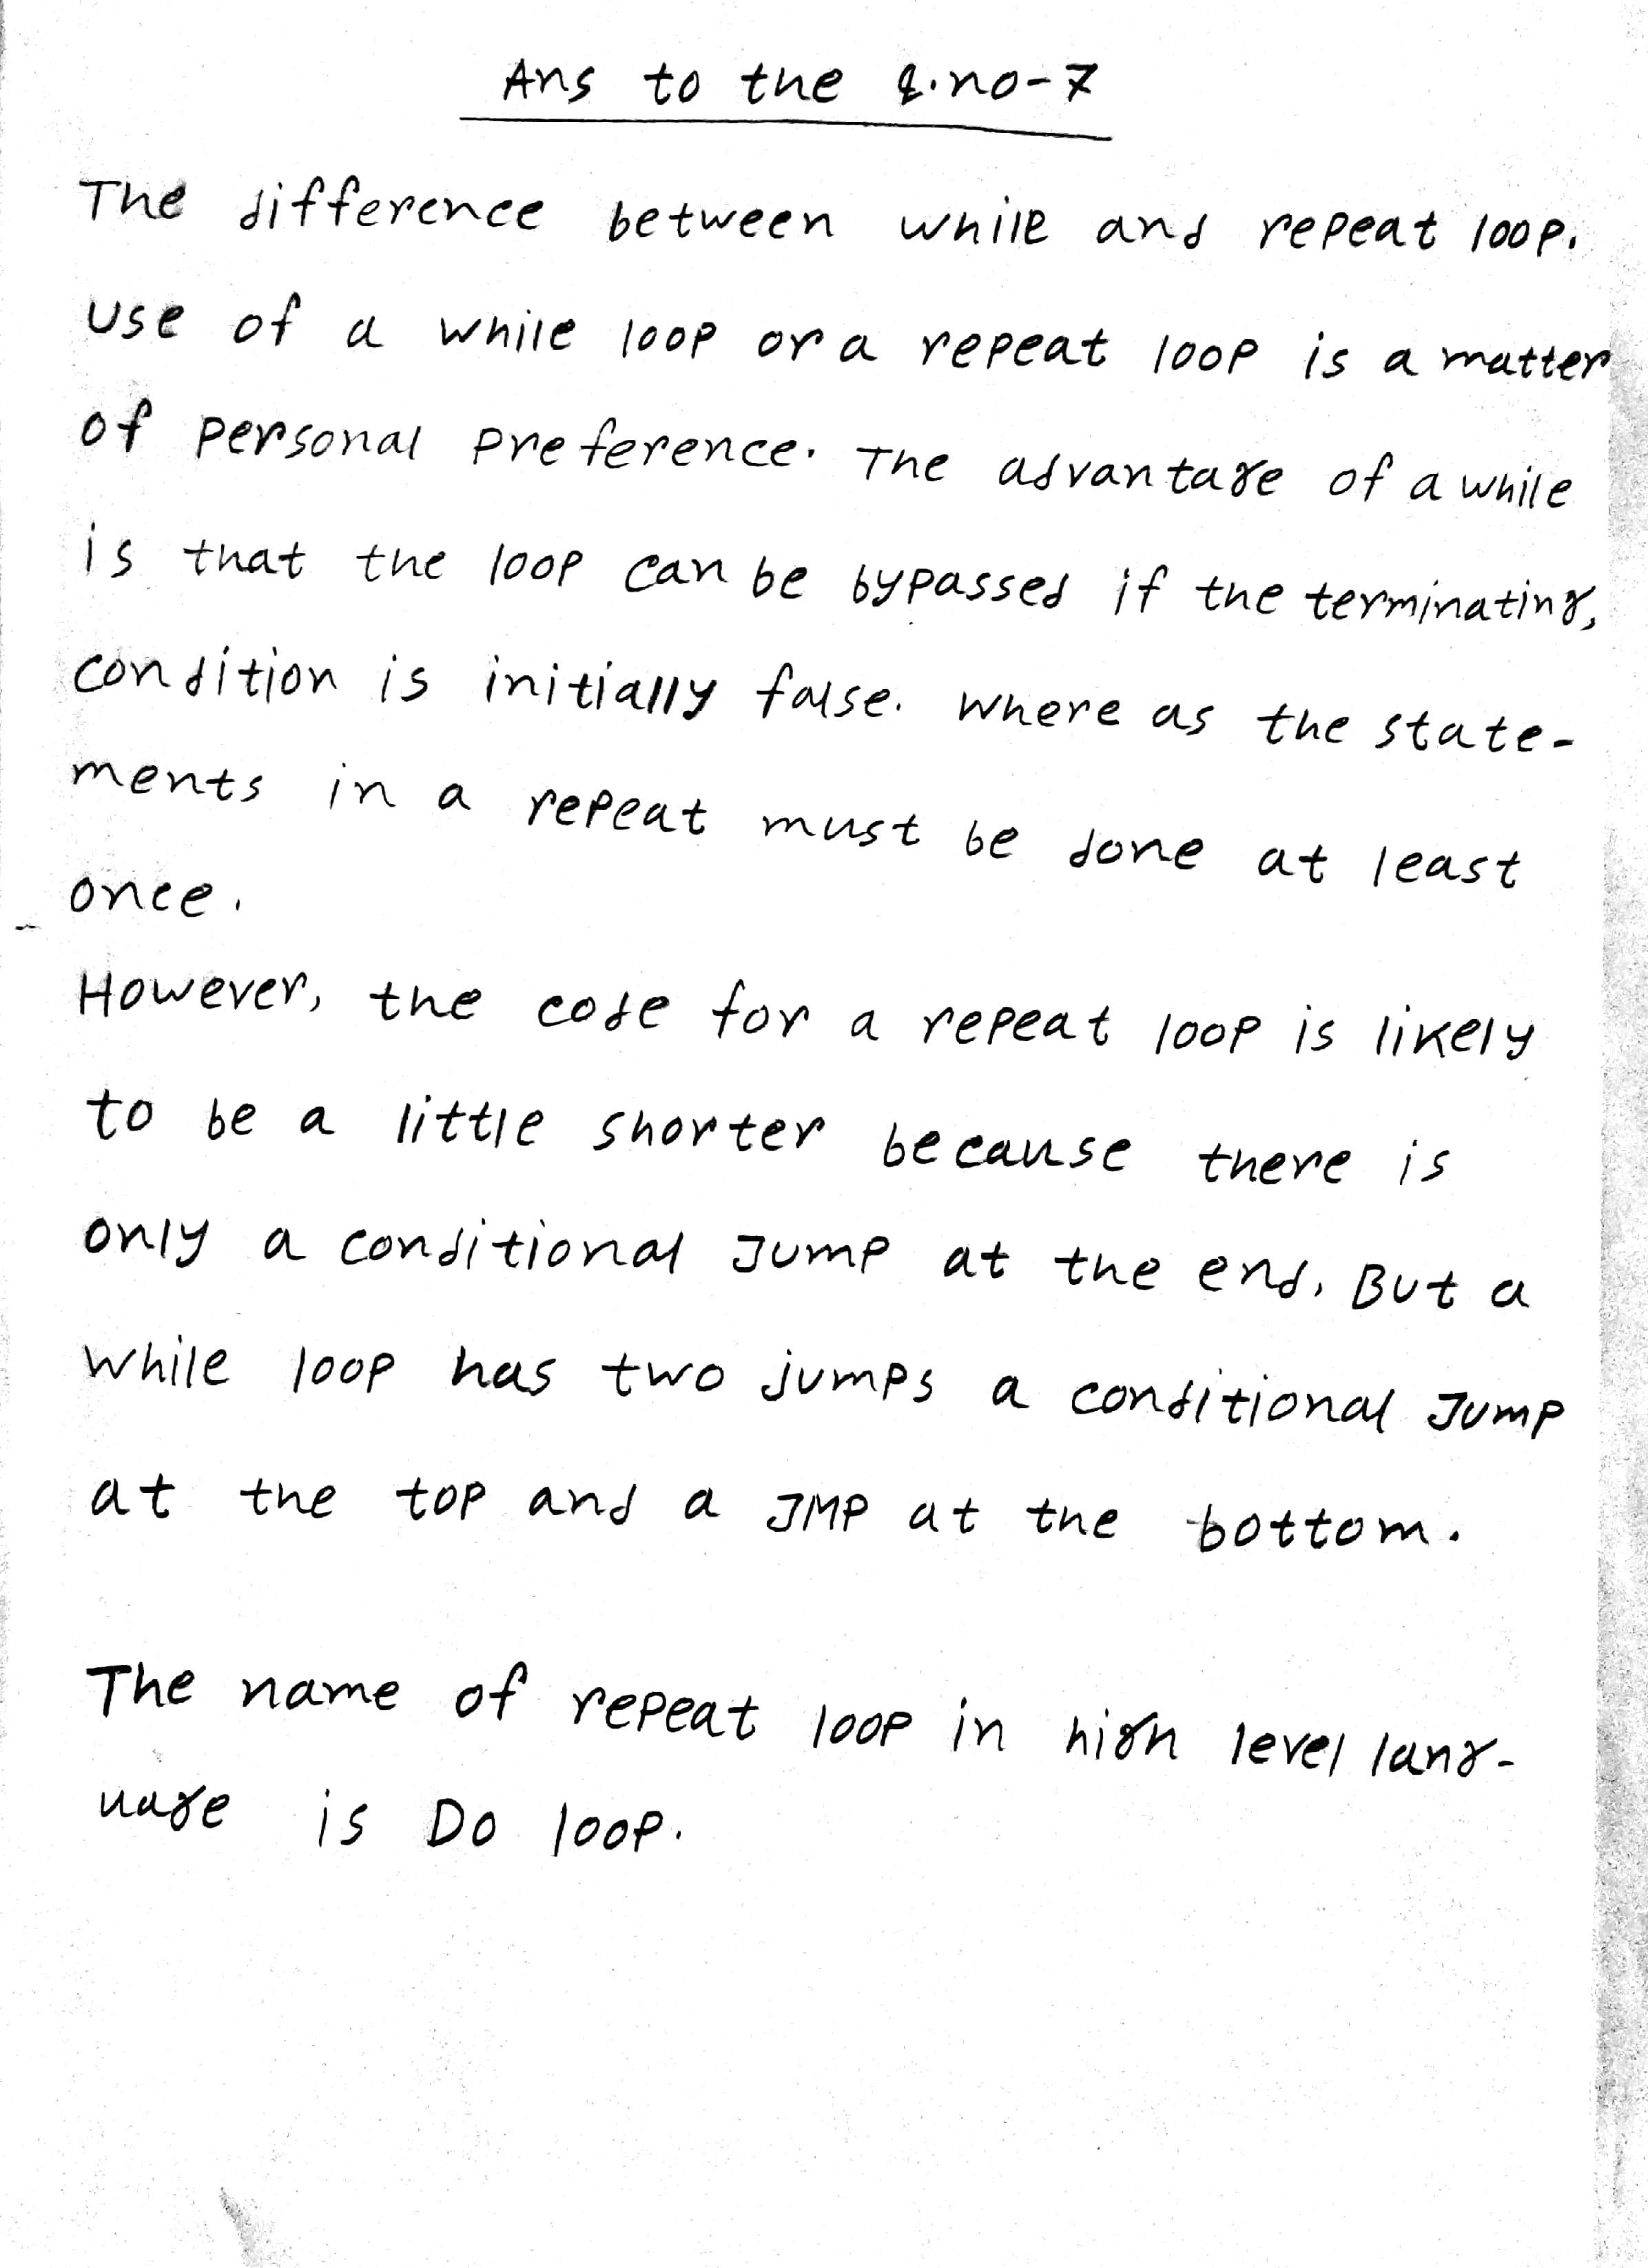 Ans to the q.no-7
The difference between while and repeat loop.
Use of a while loop or a repeat loop is a matter
of personal preference. The advantage of a while
is that the loop can be bypassed if the terminating,
condition is initially false. Where as the state-
ments in a repeat must be done at least
once.
However, the code for a repeat loop is likely
to be a little shorter because there is
only a conditional Jump at the end. But a
while loop has two jumps a conditional Jump
at the top and a JMP at the bottom.
The name of repeat loop in high level lang-
uage is Do loop.